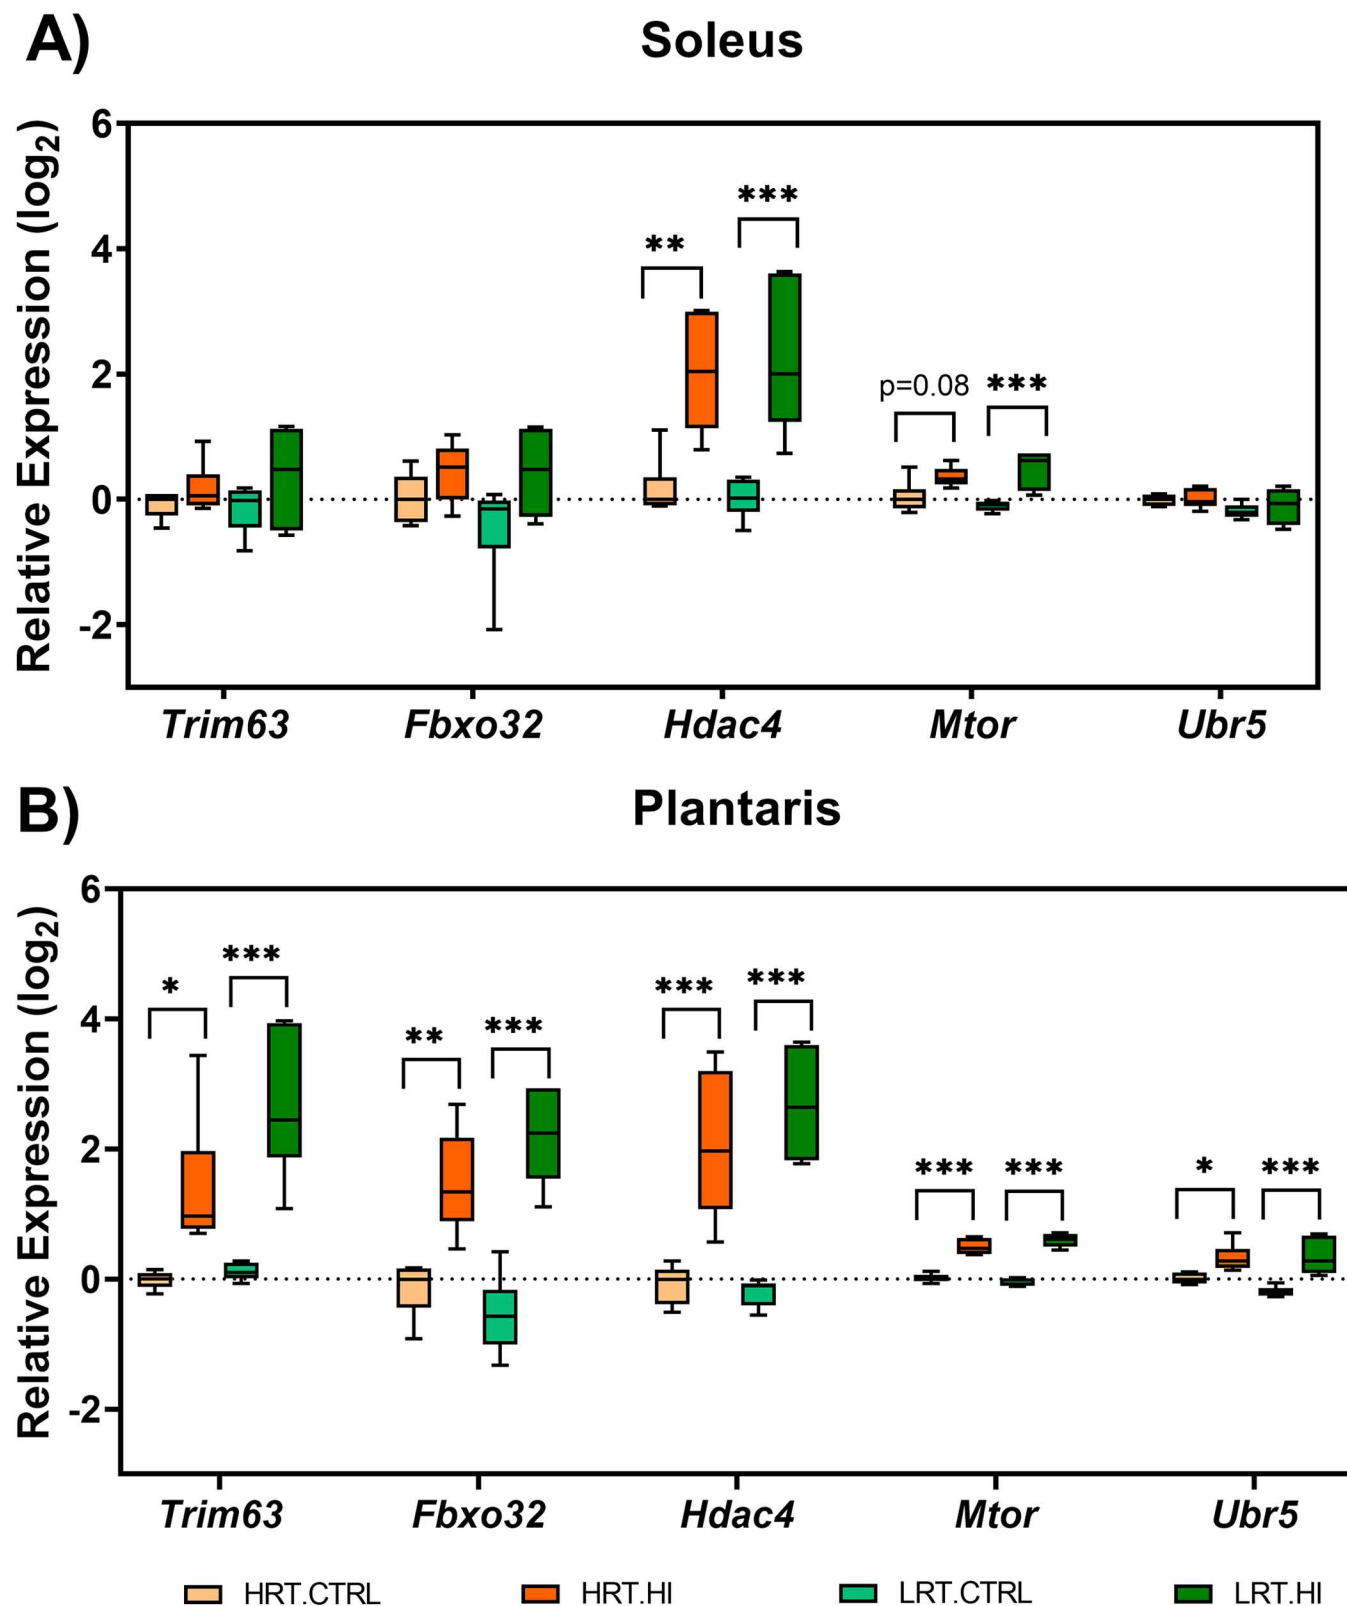 A)
Soleus
Relative Expression (log₂)
6
4
2
0
-2
**
***
p=0.08
***
Trim63
Fbxo32
Hdac4
Mtor
Ubr5
B)
Plantaris
Relative Expression (log₂)
6
4
2
0
-2
*
***
**
***
***
***
***
***
*
***
Trim63
Fbxo32
Hdac4
Mtor
Ubr5
HRT.CTRL
HRT.HI
LRT.CTRL
LRT.HI